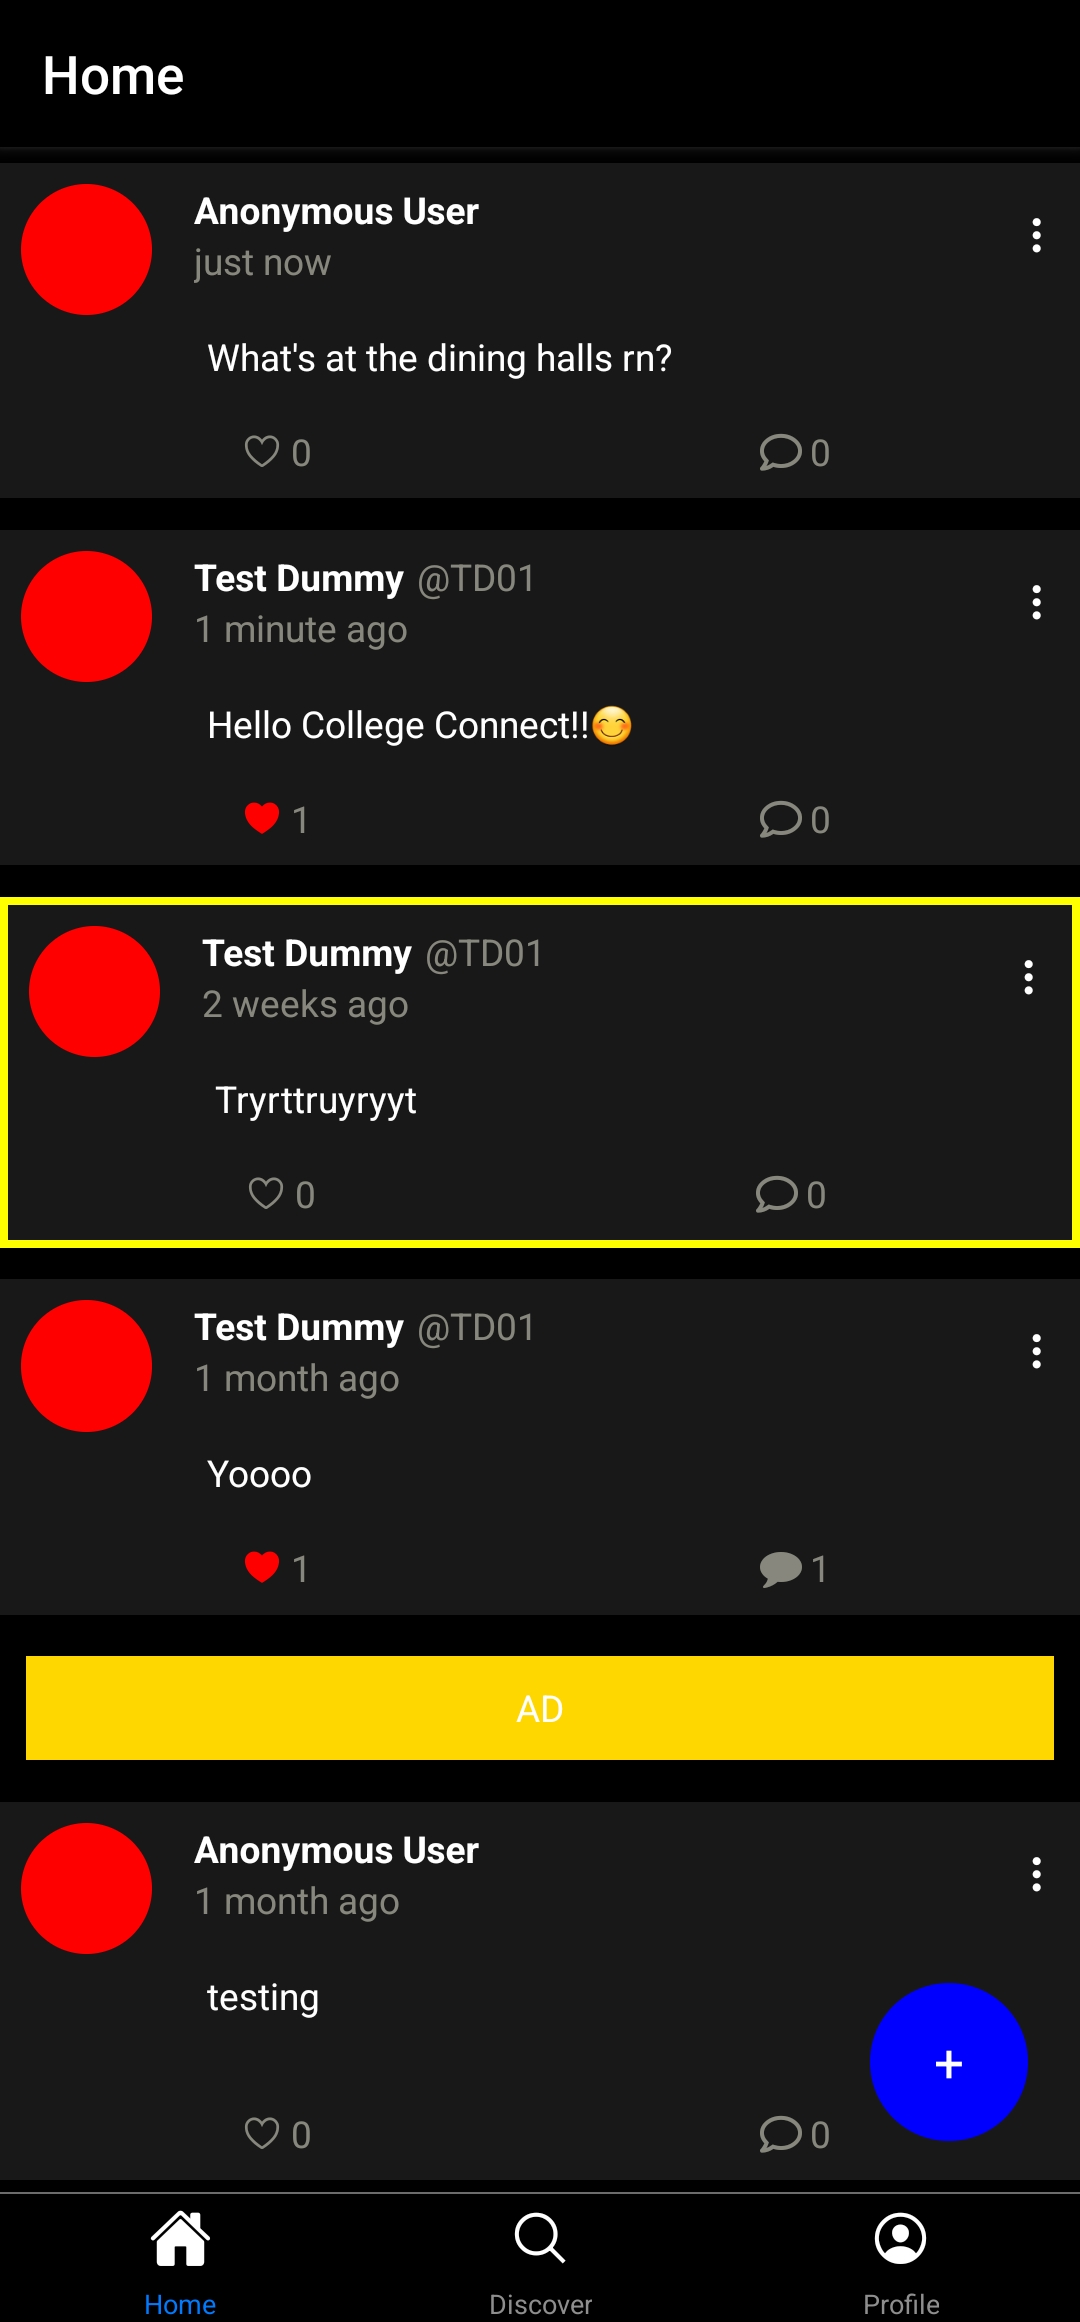 Home
Anonymous User
just now
What's at the dining halls rn?
0 0
Test Dummy @TD01
1 minute ago
Hello College Connect!!😊
1 0
Test Dummy @TD01
2 weeks ago
Tryrttruyryyt
0 0
Test Dummy @TD01
1 month ago
Yoooo
1 1
AD
Anonymous User
1 month ago
testing
+
0 0
Home Discover Profile